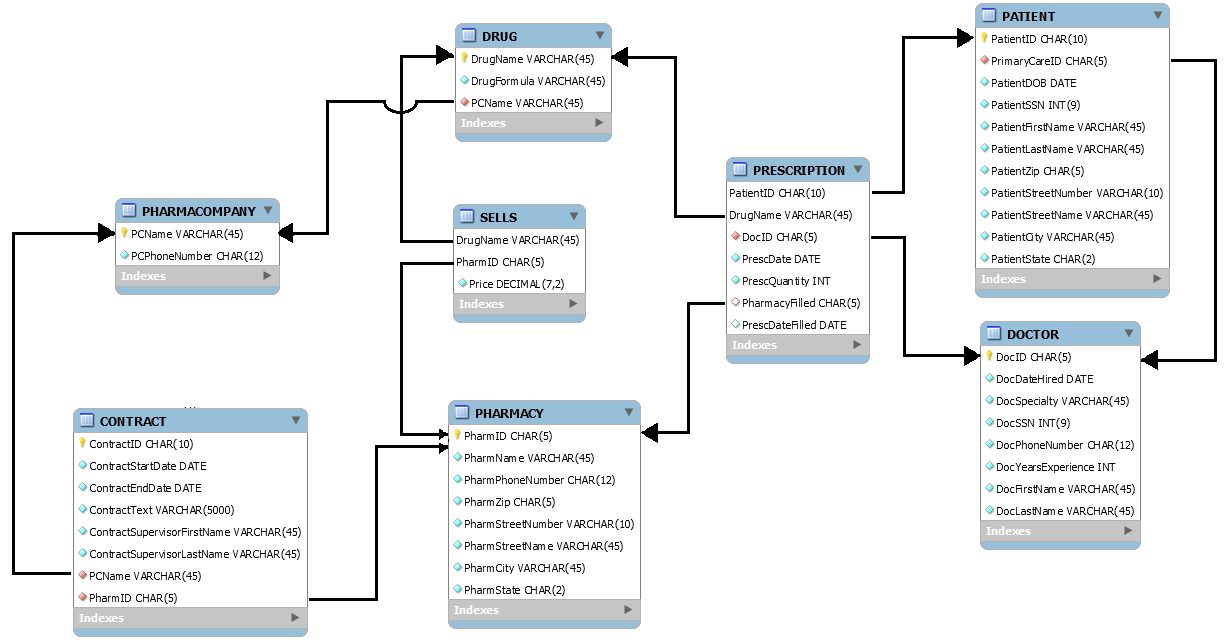 DRUG
DrugName VARCHAR(45)
DrugFormula VARCHAR(45)
PCName VARCHAR(45)
Indexes
PATIENT
PatientID CHAR(10)
PrimaryCareID CHAR(5)
PatientDOB DATE
PatientSSN INT(9)
PatientFirstName VARCHAR(45)
PatientLastName VARCHAR(45)
PatientZip CHAR(5)
PatientStreetNumber VARCHAR(10)
PatientStreetName VARCHAR(45)
PatientCity VARCHAR(45)
PatientState CHAR(2)
Indexes
PHARMACOMPANY
PCName VARCHAR(45)
PCPhoneNumber CHAR(12)
Indexes
SELLS
DrugName VARCHAR(45)
PharmID CHAR(5)
Price DECIMAL(7,2)
Indexes
PRESCRIPTION
PatientID CHAR(10)
DrugName VARCHAR(45)
DocID CHAR(5)
PrescDate DATE
PrescQuantity INT
PharmacyFilled CHAR(5)
PrescDateFilled DATE
Indexes
DOCTOR
DocID CHAR(5)
DocDateHired DATE
DocSpecialty VARCHAR(45)
DocSSN INT(9)
DocPhoneNumber CHAR(12)
DocYearsExperience INT
DocFirstName VARCHAR(45)
DocLastName VARCHAR(45)
Indexes
CONTRACT
ContractID CHAR(10)
ContractStartDate DATE
ContractEndDate DATE
ContractText VARCHAR(5000)
ContractSupervisorFirstName VARCHAR(45)
ContractSupervisorLastName VARCHAR(45)
PCName VARCHAR(45)
PharmID CHAR(5)
Indexes
PHARMACY
PharmID CHAR(5)
PharmName VARCHAR(45)
PharmPhoneNumber CHAR(12)
PharmZip CHAR(5)
PharmStreetNumber VARCHAR(10)
PharmStreetName VARCHAR(45)
PharmCity VARCHAR(45)
PharmState CHAR(2)
Indexes